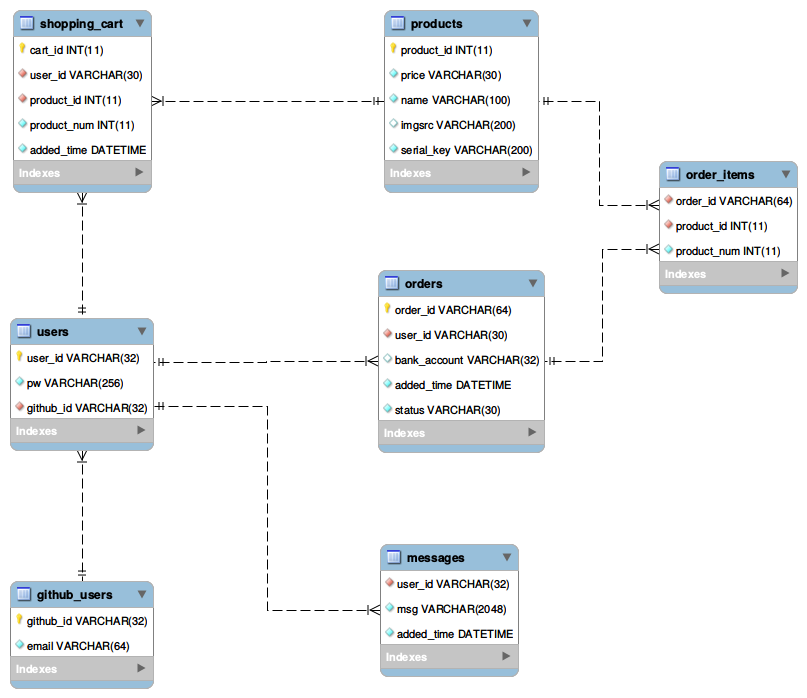 shopping_cart
cart_id INT(11)
user_id VARCHAR(30)
product_id INT(11)
product_num INT(11)
added_time DATETIME
Indexes
products
product_id INT(11)
price VARCHAR(30)
name VARCHAR(100)
imgsrc VARCHAR(200)
serial_key VARCHAR(200)
Indexes
order_items
order_id VARCHAR(64)
product_id INT(11)
product_num INT(11)
Indexes
orders
order_id VARCHAR(64)
user_id VARCHAR(30)
bank_account VARCHAR(32)
added_time DATETIME
status VARCHAR(30)
Indexes
users
user_id VARCHAR(32)
pw VARCHAR(256)
github_id VARCHAR(32)
Indexes
messages
user_id VARCHAR(32)
msg VARCHAR(2048)
added_time DATETIME
Indexes
github_users
github_id VARCHAR(32)
email VARCHAR(64)
Indexes